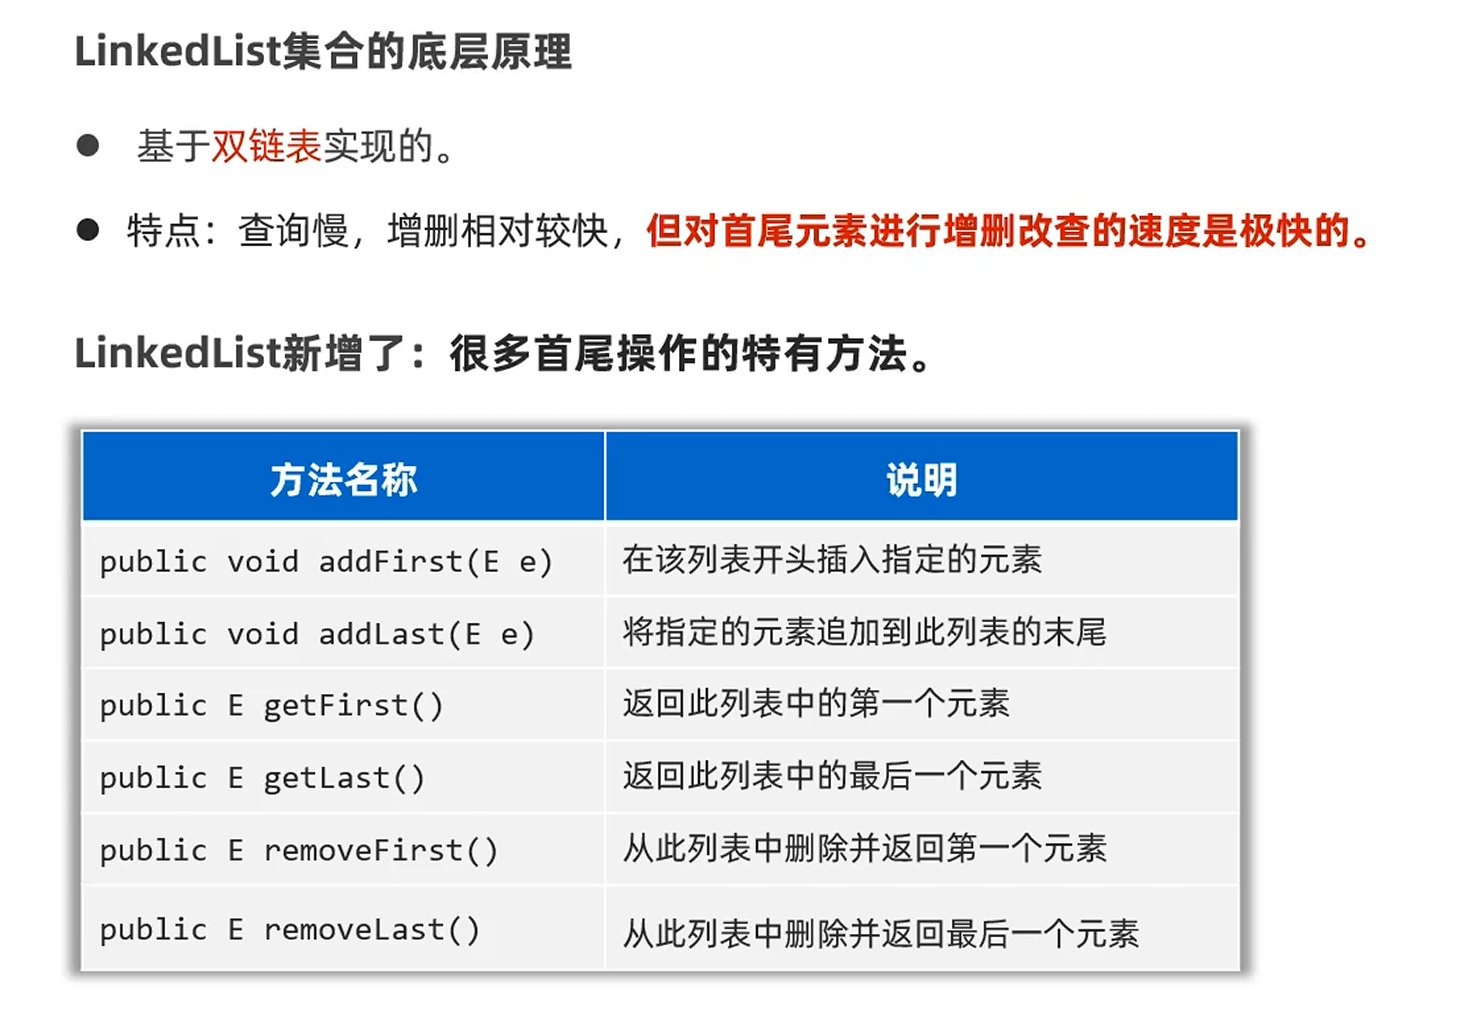 LinkedList集合的底层原理
● 基于双链表实现的。
● 特点：查询慢，增删相对较快，但对首尾元素进行增删改查的速度是极快的。
LinkedList新增了：很多首尾操作的特有方法。
方法名称 说明
public void addFirst(E e) 在该列表开头插入指定的元素
public void addLast(E e) 将指定的元素追加到此列表的末尾
public E getFirst() 返回此列表中的第一个元素
public E getLast() 返回此列表中的最后一个元素
public E removeFirst() 从此列表中删除并返回第一个元素
public E removeLast() 从此列表中删除并返回最后一个元素